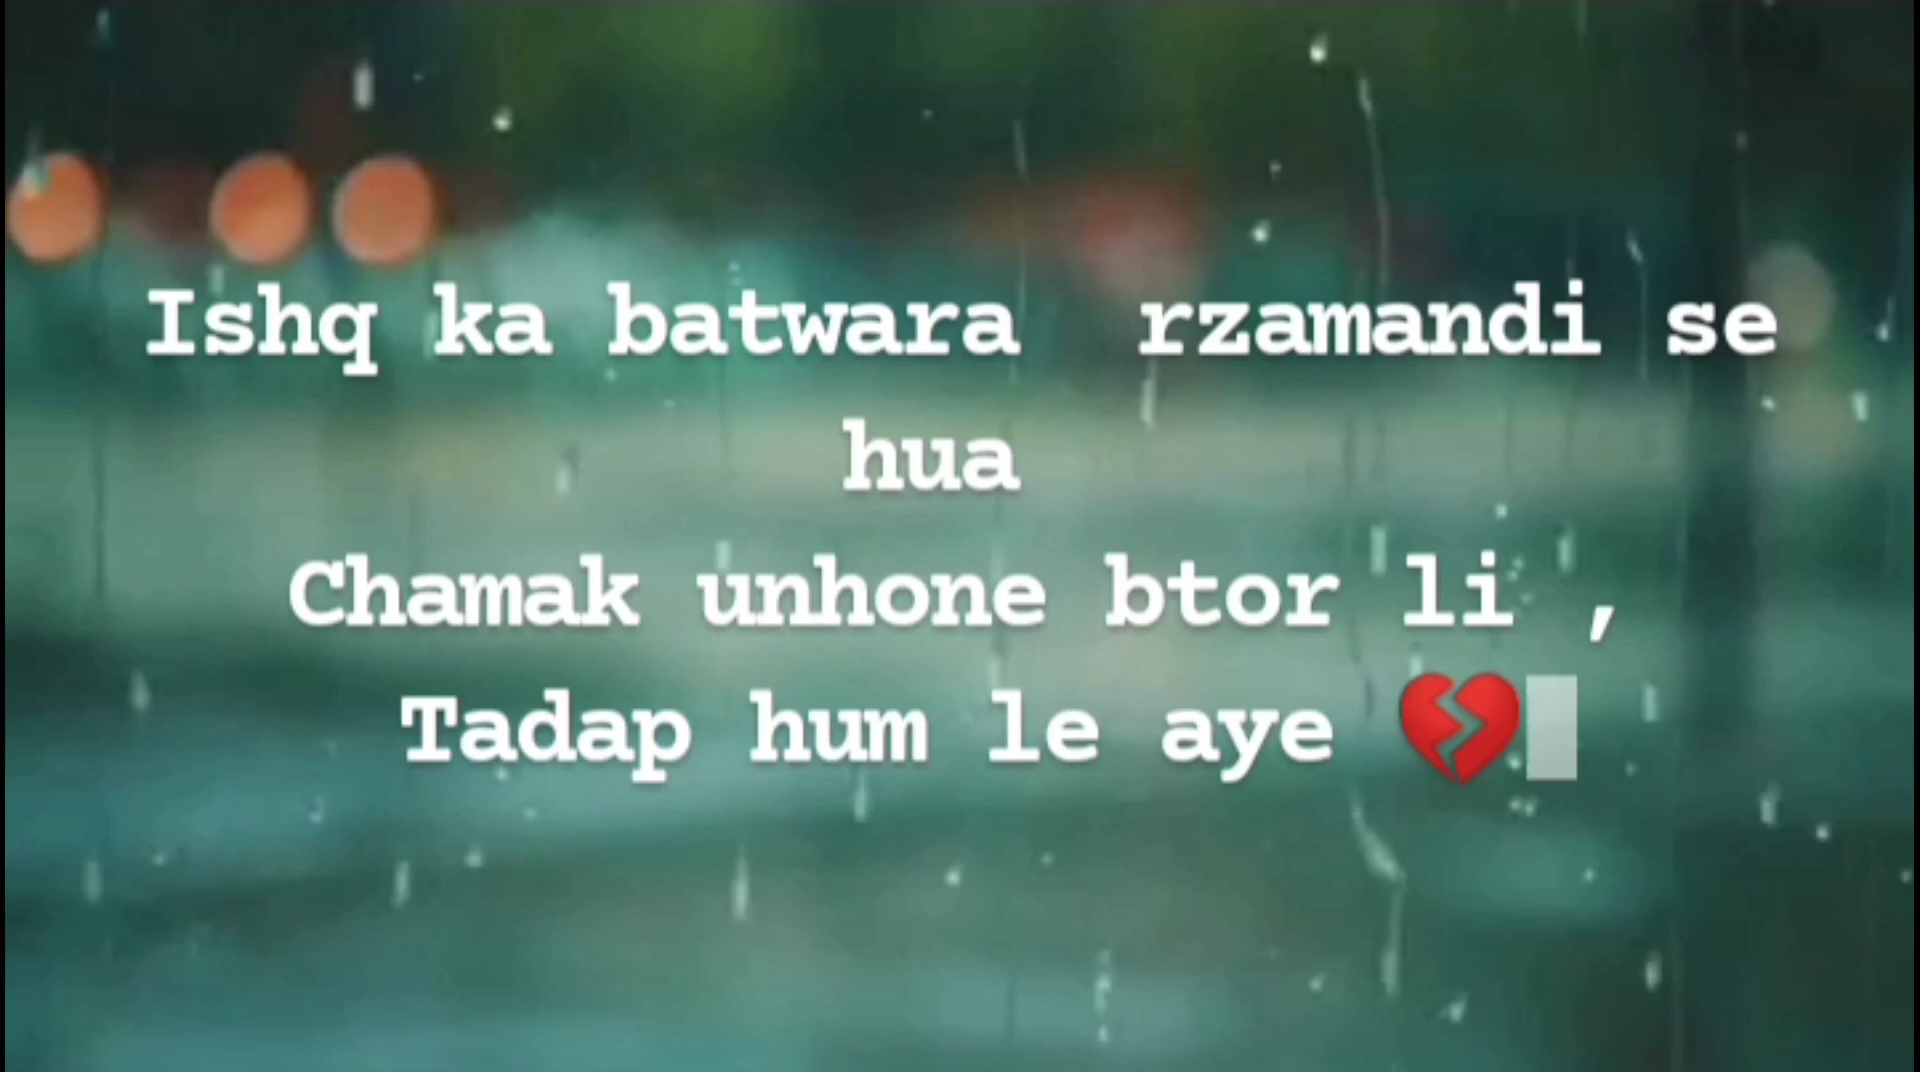 Ishq ka batwara  rzamandi se
hua
Chamak unhone btor li ,
Tadap hum le aye 💔